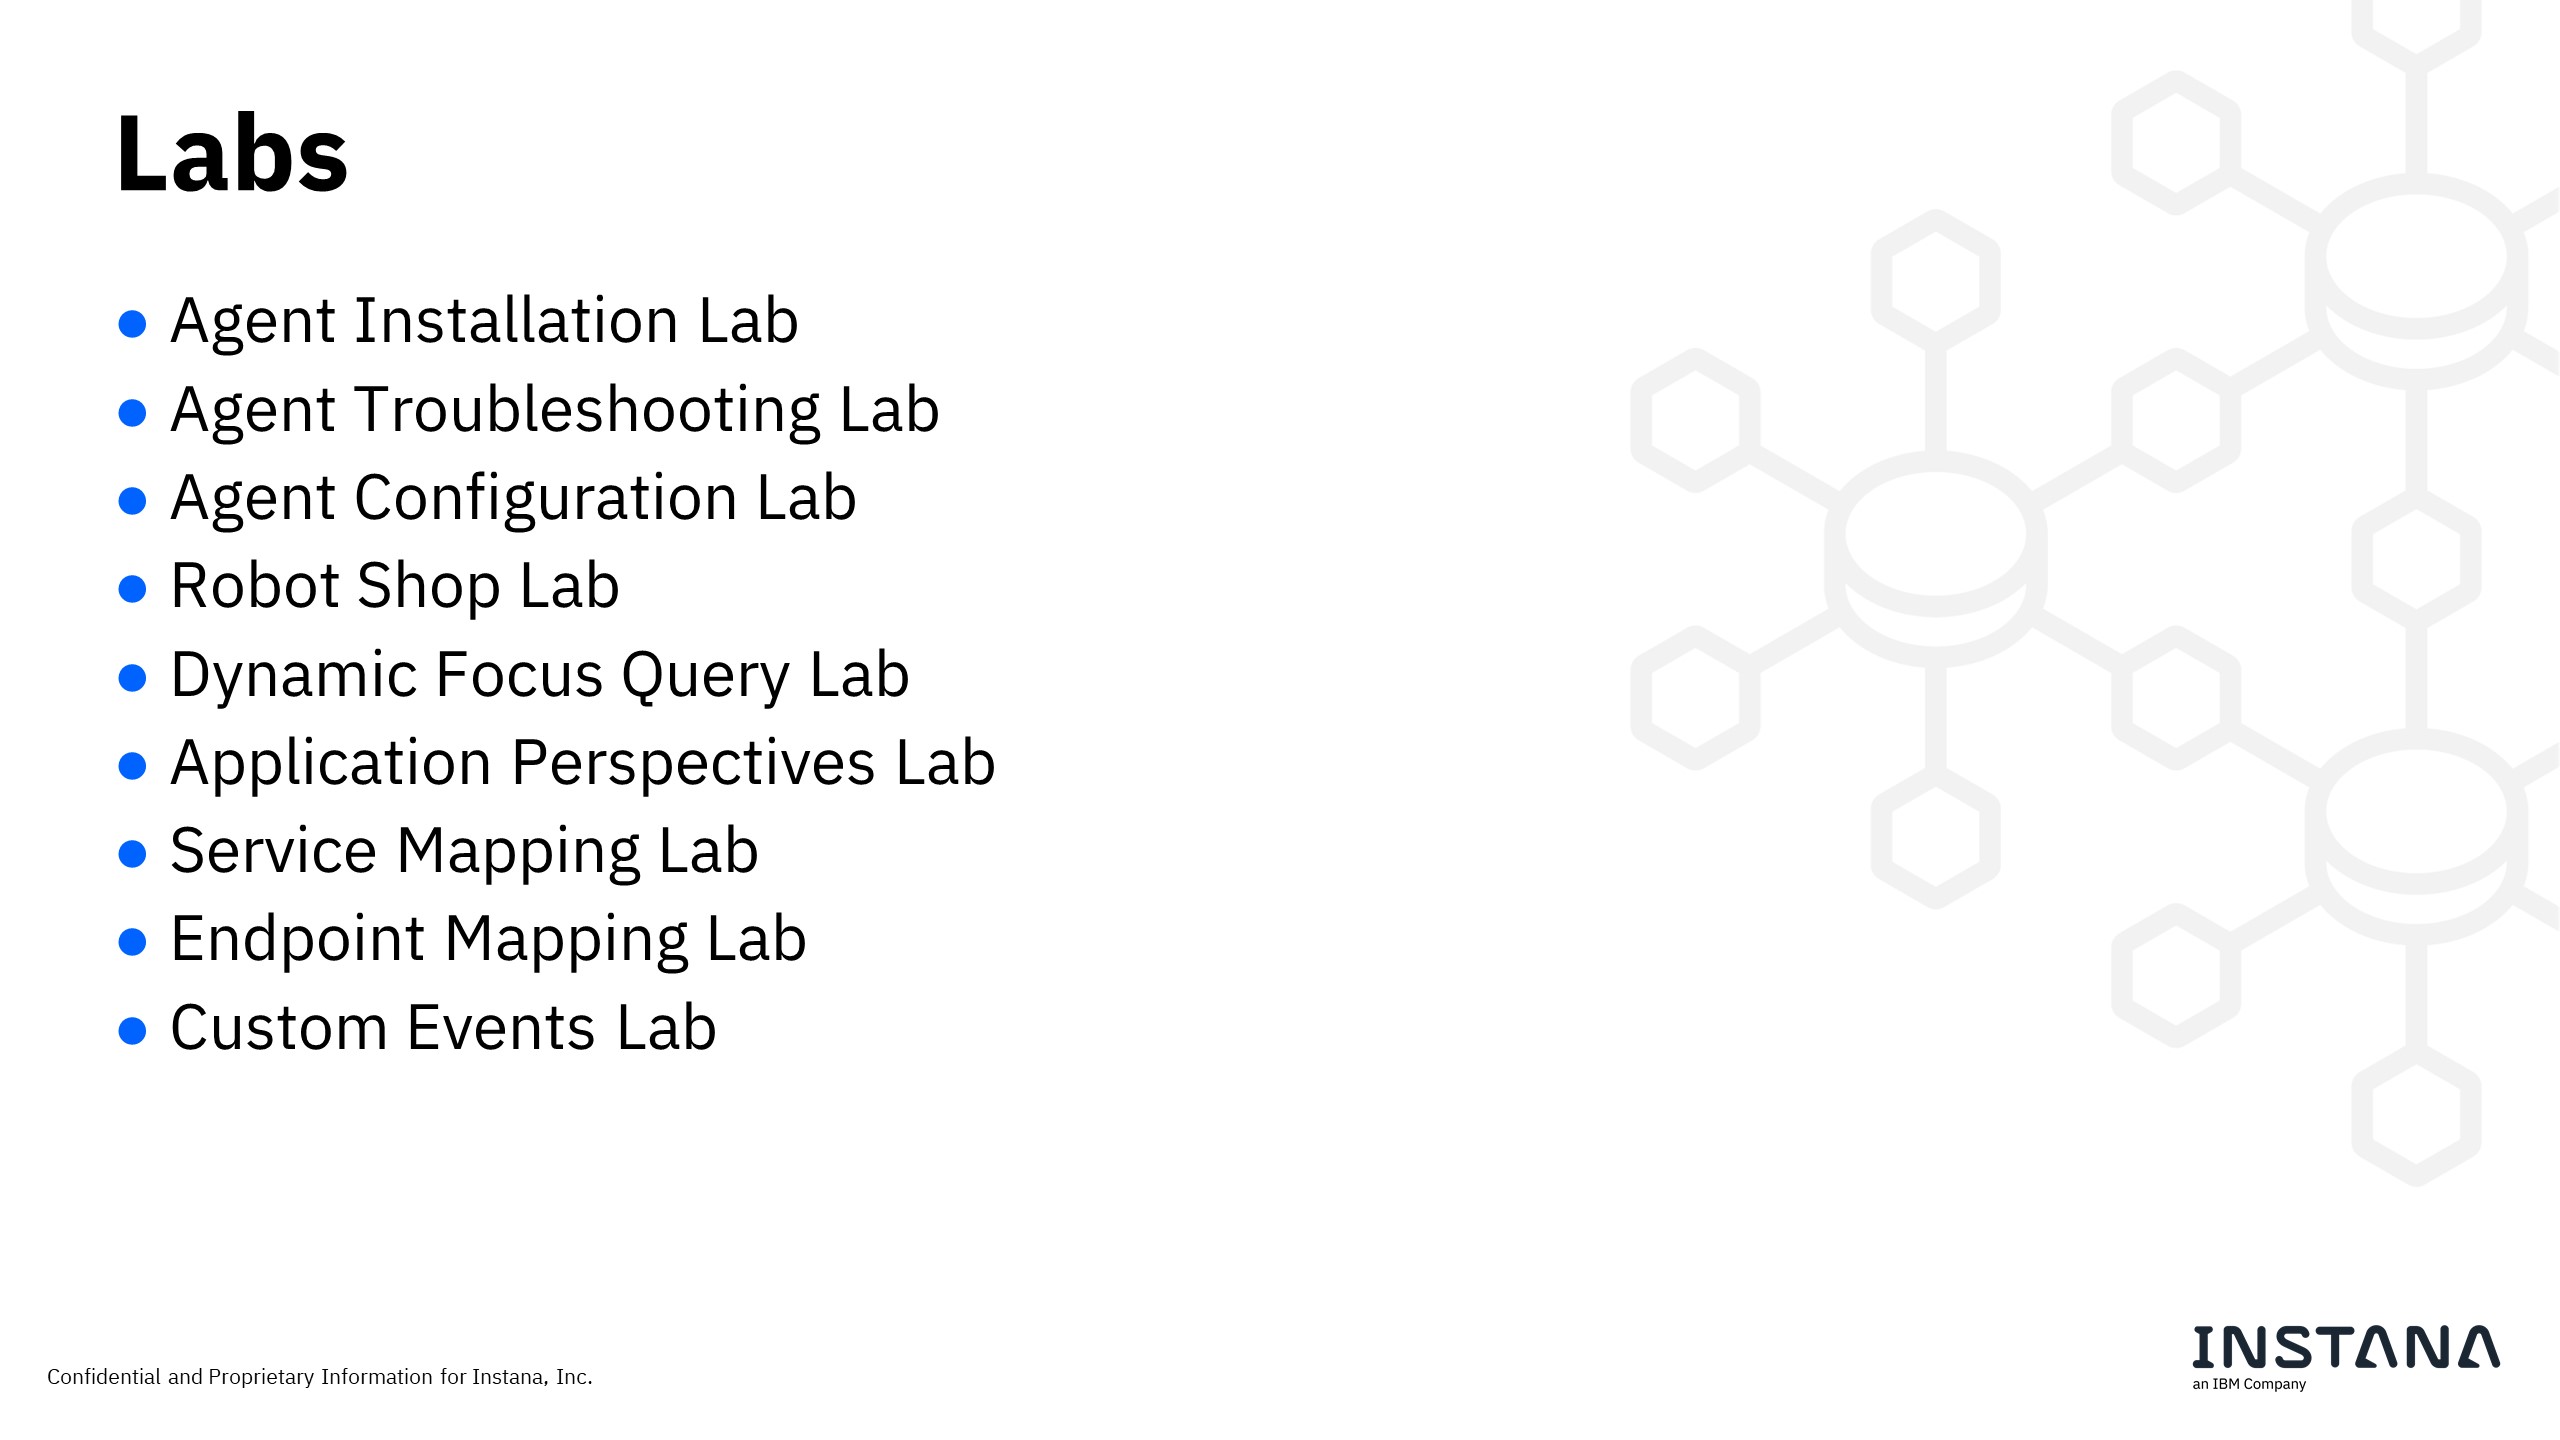 Labs
● Agent Installation Lab
● Agent Troubleshooting Lab
● Agent Configuration Lab
● Robot Shop Lab
● Dynamic Focus Query Lab
● Application Perspectives Lab
● Service Mapping Lab
● Endpoint Mapping Lab
● Custom Events Lab
Confidential and Proprietary Information for Instana, Inc.
INSTANA
an IBM Company